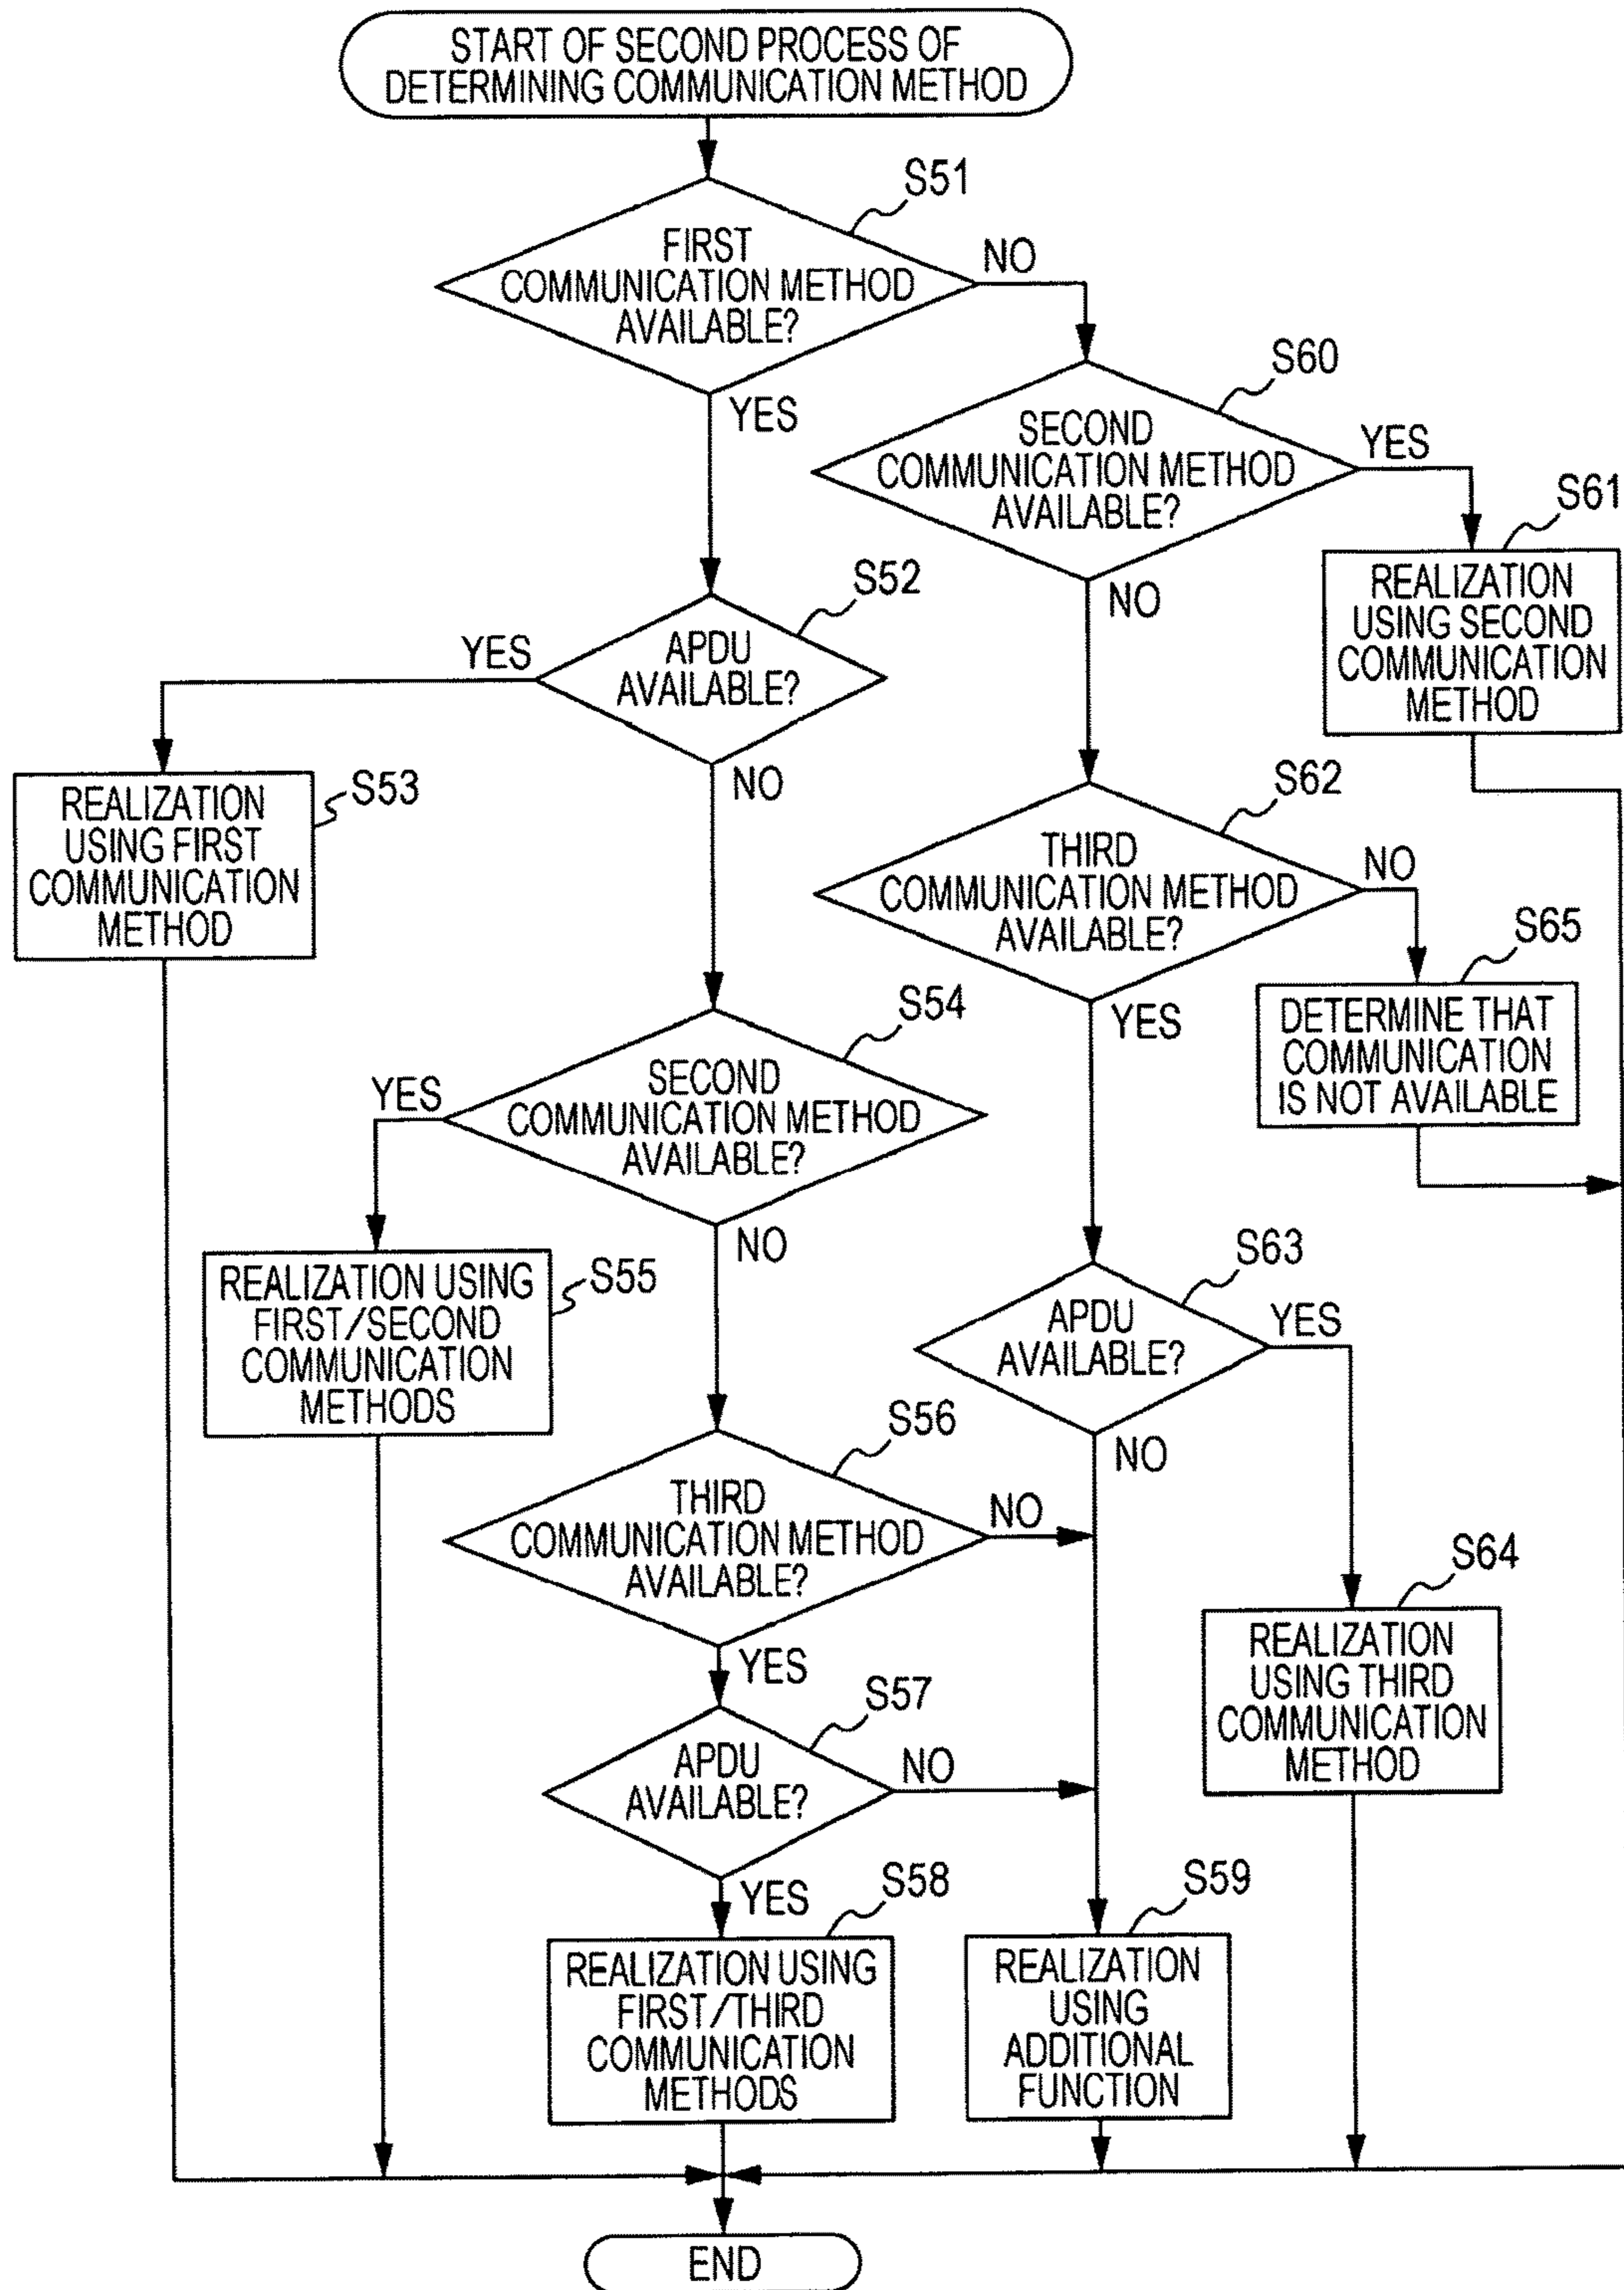 START OF SECOND PROCESS OF
DETERMINING COMMUNICATION METHOD
S51
FIRST
COMMUNICATION METHOD
AVAILABLE?
NO
YES
S60
SECOND
COMMUNICATION METHOD
AVAILABLE?
YES
NO
S61
REALIZATION
USING SECOND
COMMUNICATION
METHOD
S52
APDU
AVAILABLE?
YES
NO
S53
REALIZATION
USING FIRST
COMMUNICATION
METHOD
S62
THIRD
COMMUNICATION METHOD
AVAILABLE?
NO
YES
S65
DETERMINE THAT
COMMUNICATION
IS NOT AVAILABLE
S54
SECOND
COMMUNICATION METHOD
AVAILABLE?
YES
NO
S55
REALIZATION USING
FIRST/SECOND
COMMUNICATION
METHODS
S63
APDU
AVAILABLE?
YES
NO
S56
THIRD
COMMUNICATION METHOD
AVAILABLE?
NO
YES
S64
REALIZATION
USING THIRD
COMMUNICATION
METHOD
S57
APDU
AVAILABLE?
NO
YES
S58
REALIZATION USING
FIRST/THIRD
COMMUNICATION
METHODS
S59
REALIZATION
USING
ADDITIONAL
FUNCTION
END